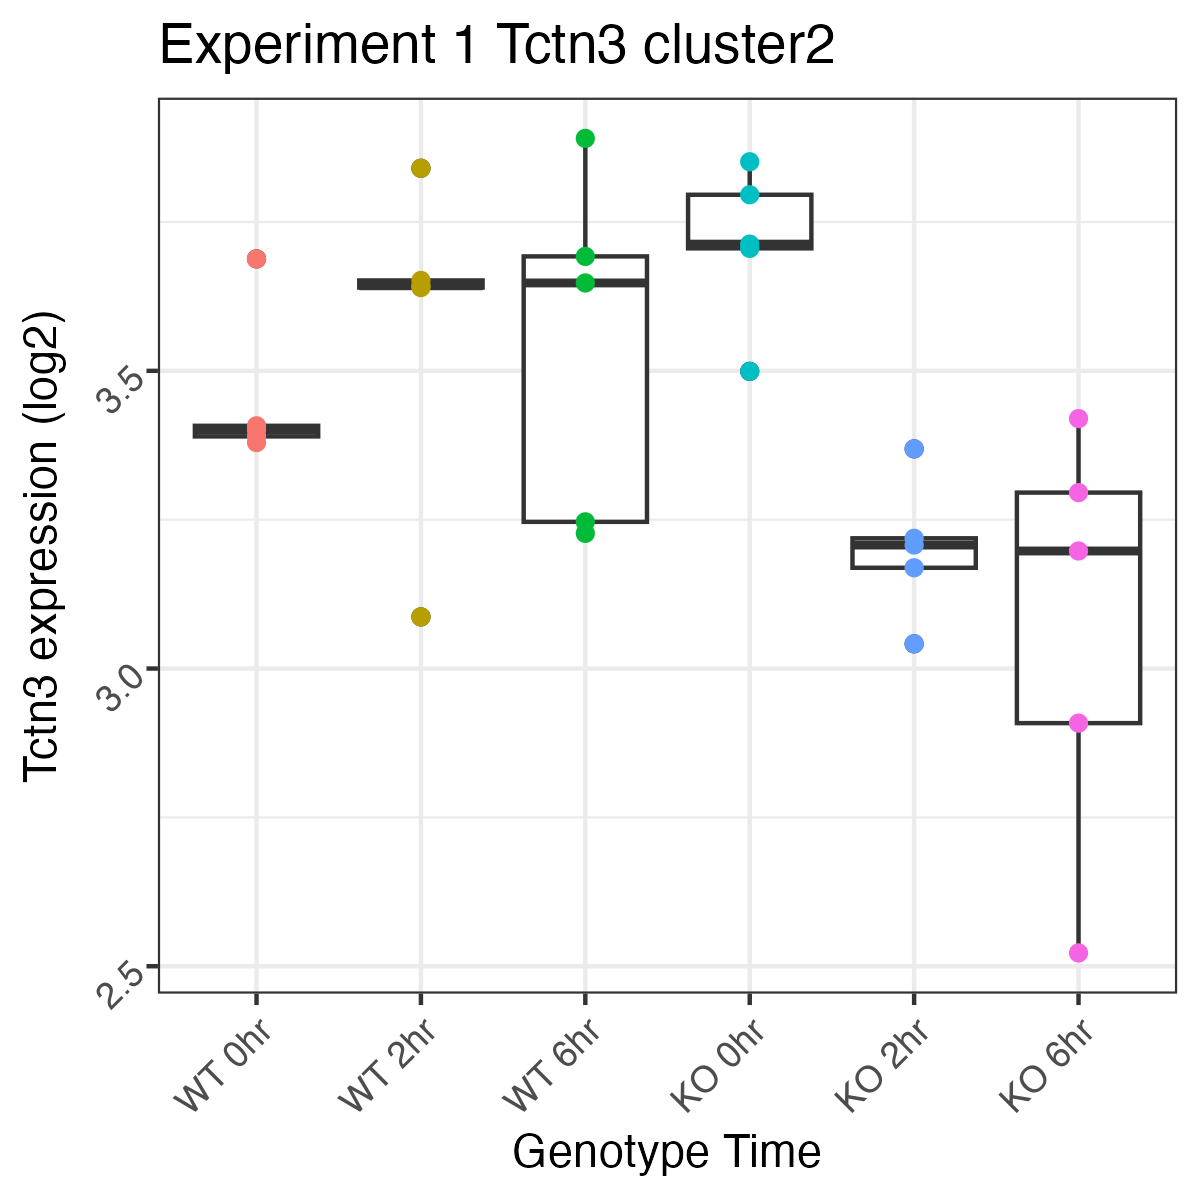 Experiment 1 Tctn3 cluster2
Tctn3 expression (log2)
3.5
3.0
2.5
WT 0hr
WT 2hr
WT 6hr
KO 0hr
KO 2hr
KO 6hr
Genotype Time